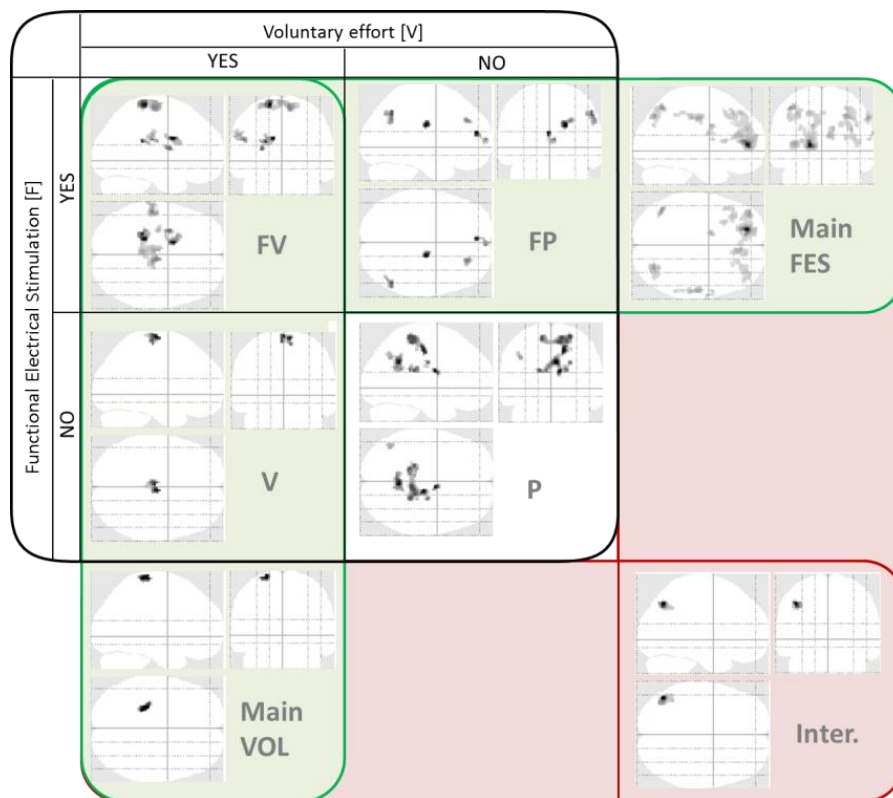 Voluntary effort [V]
YES
NO
Functional Electrical Stimulation [F]
YES
FV
FP
Main
FES
NO
V
P
Main
VOL
Inter.